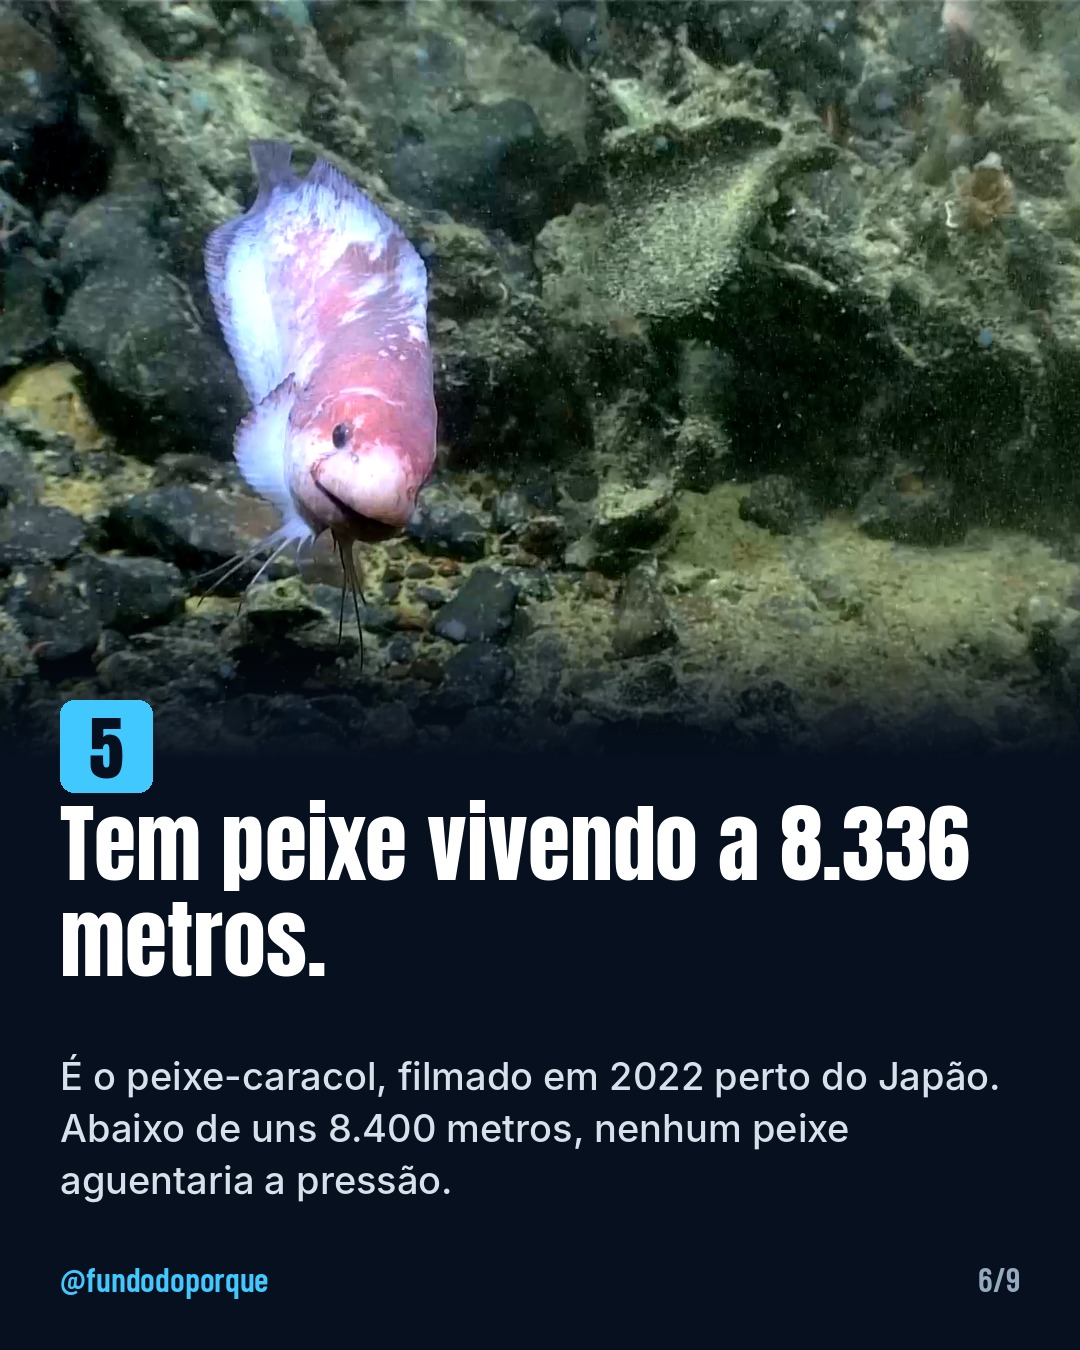 5
Tem peixe vivendo a 8.336
metros.
É o peixe-caracol, filmado em 2022 perto do Japão.
Abaixo de uns 8.400 metros, nenhum peixe
aguentaria a pressão.
@fundodoporque
6/9